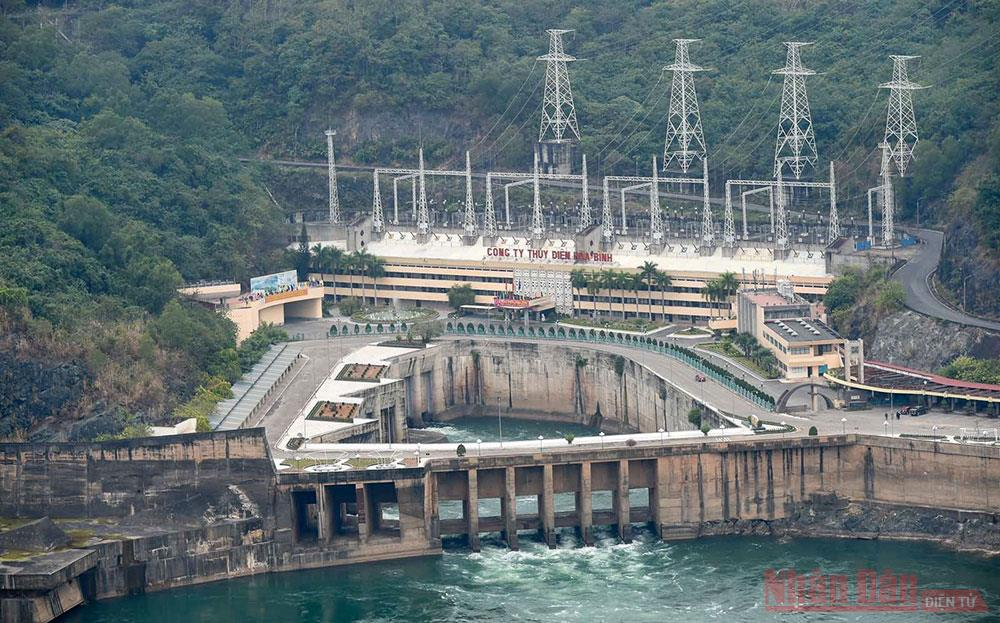 CÔNG TY THỦY ĐIỆN HÒA BÌNH
Nhân Dân
ĐIỆN TỬ